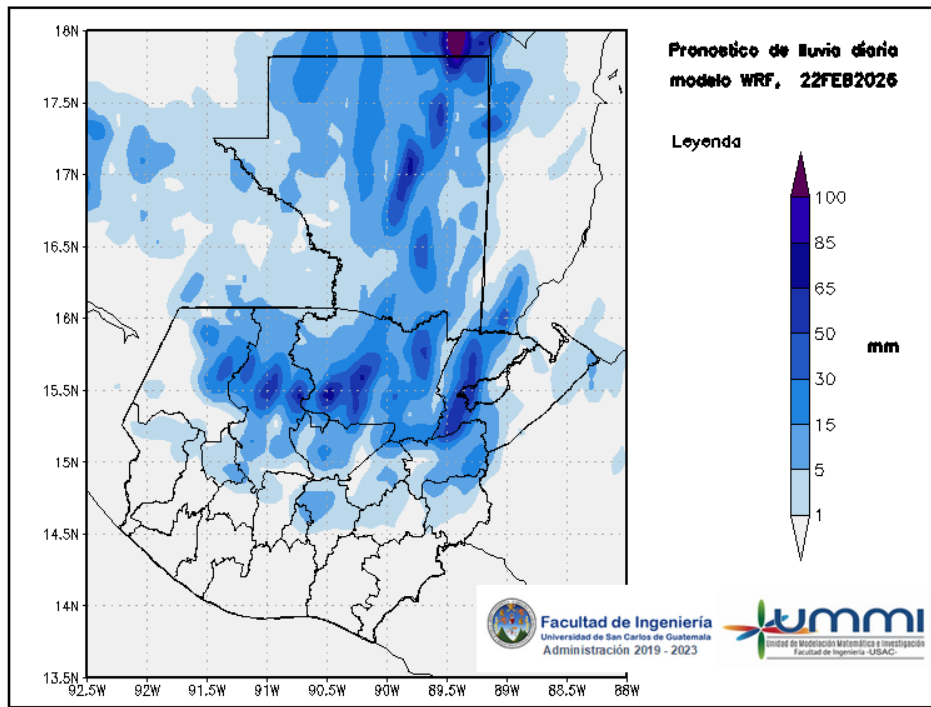 Pronostico de lluvia diaria
modelo WRF, 22FEB2026
Leyenda
100
85
65
50
30
15
5
1
mm
18N
17.5N
17N
16.5N
16N
15.5N
15N
14.5N
14N
13.5N
92.5W
92W
91.5W
91W
90.5W
90W
89.5W
89W
88.5W
88W
Facultad de Ingeniería
Universidad de San Carlos de Guatemala
Administración 2019 - 2023
UMMI
Unidad de Modelación Matemática e Investigación
Facultad de Ingeniería -USAC-